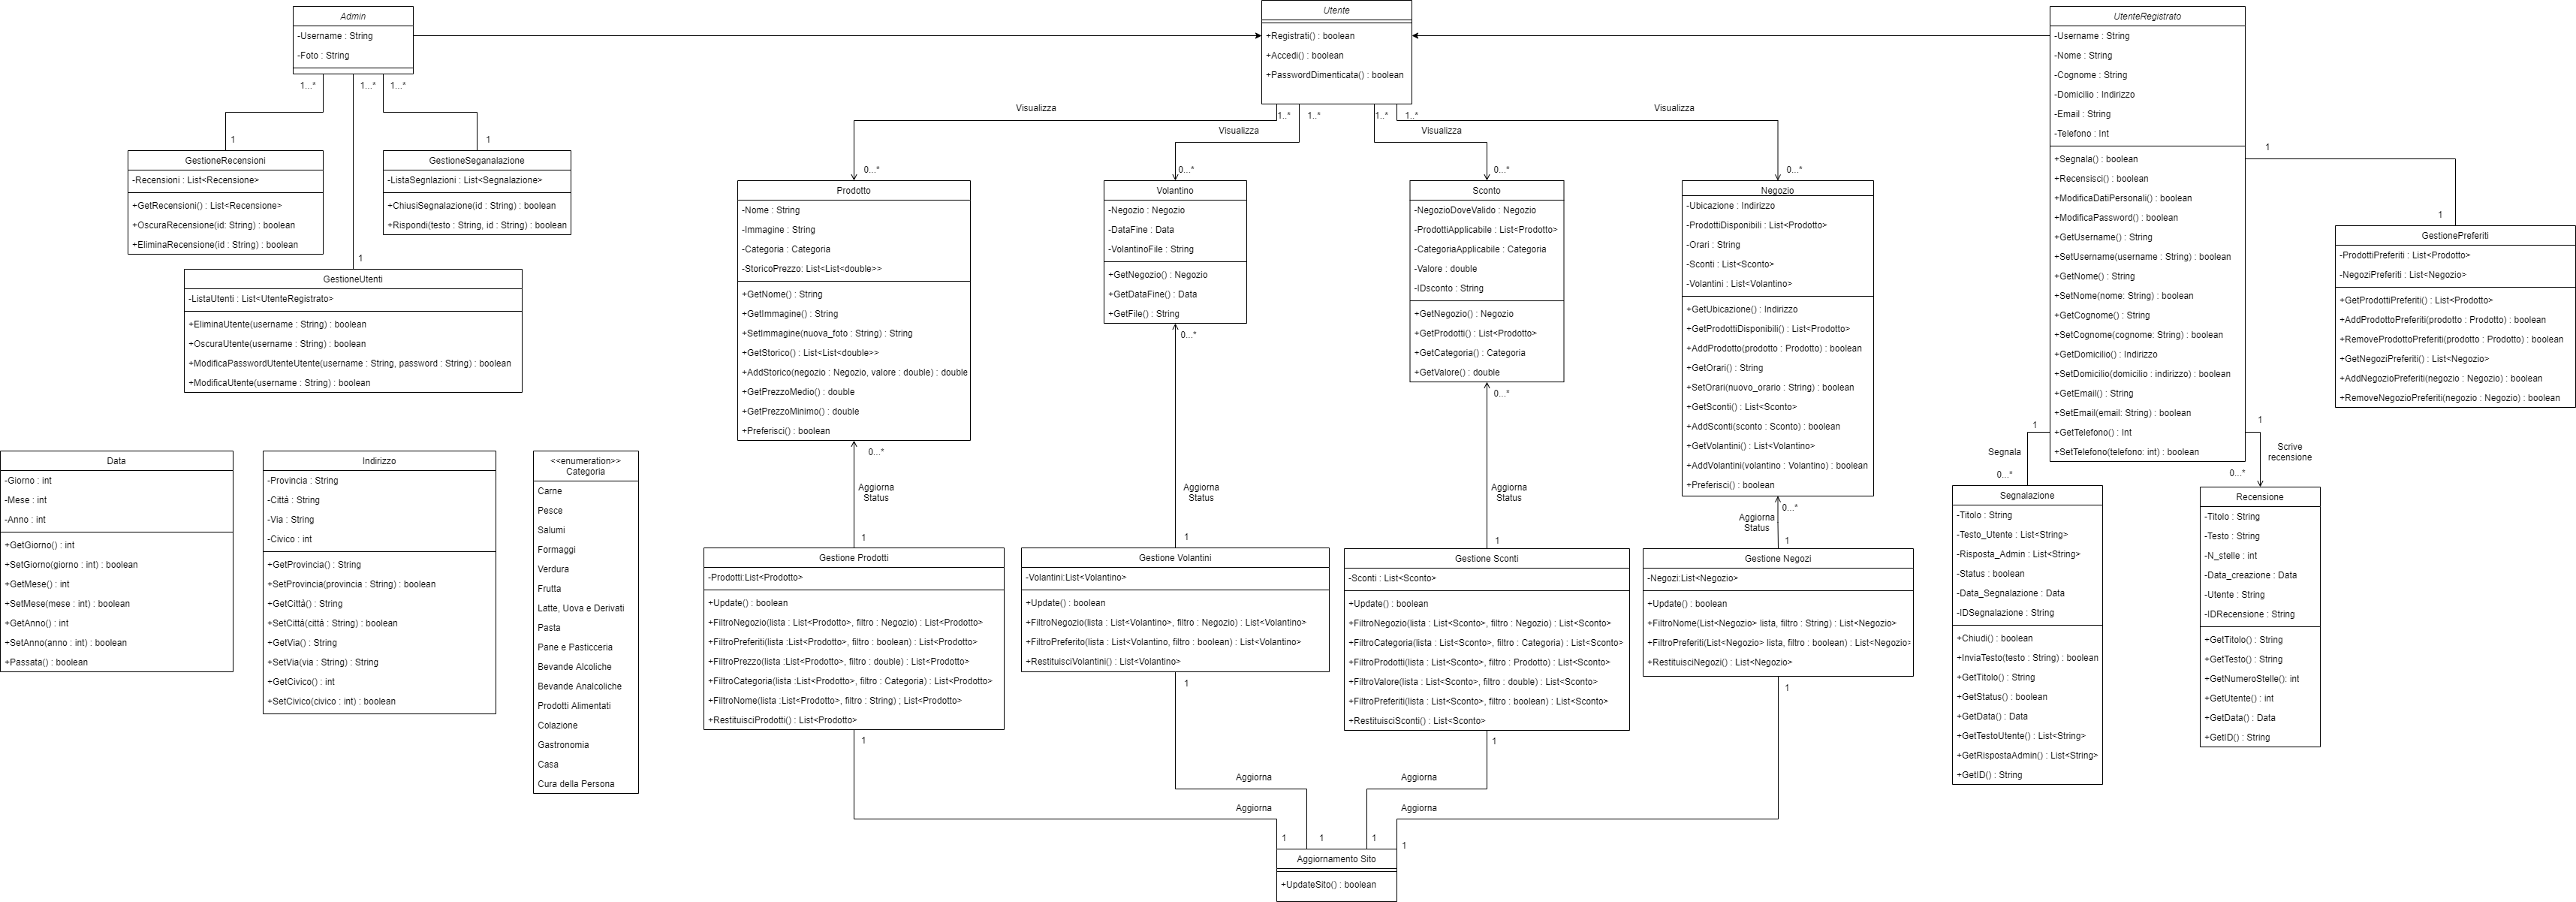 Admin
-Username : String
-Foto : String
1...*
1...*
1...*
1
1
1
GestioneRecensioni
-Recensioni : List<Recensione>
+GetRecensioni() : List<Recensione>
+OscuraRecensione(id: String) : boolean
+EliminaRecensione(id : String) : boolean
GestioneSeganalazione
-ListaSegnlazioni : List<Segnalazione>
+ChiusiSegnalazione(id : String) : boolean
+Rispondi(testo : String, id : String) : boolean
GestioneUtenti
-ListaUtenti : List<UtenteRegistrato>
+EliminaUtente(username : String) : boolean
+OscuraUtente(username : String) : boolean
+ModificaPasswordUtenteUtente(username : String, password : String) : boolean
+ModificaUtente(username : String) : boolean
Utente
+Registrati() : boolean
+Accedi() : boolean
+PasswordDimenticata() : boolean
Visualizza
Visualizza
Visualizza
Visualizza
1..*
1..*
1..*
1..*
0...*
0...*
0...*
0...*
Prodotto
-Nome : String
-Immagine : String
-Categoria : Categoria
-StoricoPrezzo: List<List<double>>
+GetNome() : String
+GetImmagine() : String
+SetImmagine(nuova_foto : String) : String
+GetStorico() : List<List<double>>
+AddStorico(negozio : Negozio, valore : double) : double
+GetPrezzoMedio() : double
+GetPrezzoMinimo() : double
+Preferisci() : boolean
0...*
Volantino
-Negozio : Negozio
-DataFine : Data
-VolantinoFile : String
+GetNegozio() : Negozio
+GetDataFine() : Data
+GetFile() : String
0...*
Sconto
-NegozioDoveValido : Negozio
-ProdottiApplicabile : List<Prodotto>
-CategoriaApplicabile : Categoria
-Valore : double
-IDsconto : String
+GetNegozio() : Negozio
+GetProdotti() : List<Prodotto>
+GetCategoria() : Categoria
+GetValore() : double
0...*
Negozio
-Ubicazione : Indirizzo
-ProdottiDisponibili : List<Prodotto>
-Orari : String
-Sconti : List<Sconto>
-Volantini : List<Volantino>
+GetUbicazione() : Indirizzo
+GetProdottiDisponibili() : List<Prodotto>
+AddProdotto(prodotto : Prodotto) : boolean
+GetOrari() : String
+SetOrari(nuovo_orario : String) : boolean
+GetSconti() : List<Sconto>
+AddSconti(sconto : Sconto) : boolean
+GetVolantini() : List<Volantino>
+AddVolantini(volantino : Volantino) : boolean
+Preferisci() : boolean
0...*
UtenteRegistrato
-Username : String
-Nome : String
-Cognome : String
-Domicilio : Indirizzo
-Email : String
-Telefono : Int
+Segnala() : boolean
+Recensisci() : boolean
+ModificaDatiPersonali() : boolean
+ModificaPassword() : boolean
+GetUsername() : String
+SetUsername(username : String) : boolean
+GetNome() : String
+SetNome(nome: String) : boolean
+GetCognome() : String
+SetCognome(cognome: String) : boolean
+GetDomicilio() : Indirizzo
+SetDomicilio(domicilio : indirizzo) : boolean
+GetEmail() : String
+SetEmail(email: String) : boolean
+GetTelefono() : Int
+SetTelefono(telefono: int) : boolean
1
1
GestionePreferiti
-ProdottiPreferiti : List<Prodotto>
-NegoziPreferiti : List<Negozio>
+GetProdottiPreferiti() : List<Prodotto>
+AddProdottoPreferiti(prodotto : Prodotto) : boolean
+RemoveProdottoPreferiti(prodotto : Prodotto) : boolean
+GetNegoziPreferiti() : List<Negozio>
+AddNegozioPreferiti(negozio : Negozio) : boolean
+RemoveNegozioPreferiti(negozio : Negozio) : boolean
1
Segnala
0...*
1
Scrive
recensione
0...*
Data
-Giorno : int
-Mese : int
-Anno : int
+GetGiorno() : int
+SetGiorno(giorno : int) : boolean
+GetMese() : int
+SetMese(mese : int) : boolean
+GetAnno() : int
+SetAnno(anno : int) : boolean
+Passata() : boolean
Indirizzo
-Provincia : String
-Città : String
-Via : String
-Civico : int
+GetProvincia() : String
+SetProvincia(provincia : String) : boolean
+GetCittà() : String
+SetCittà(città : String) : boolean
+GetVia() : String
+SetVia(via : String) : String
+GetCivico() : int
+SetCivico(civico : int) : boolean
<<enumeration>>
Categoria
Carne
Pesce
Salumi
Formaggi
Verdura
Frutta
Latte, Uova e Derivati
Pasta
Pane e Pasticceria
Bevande Alcoliche
Bevande Analcoliche
Prodotti Alimentati
Colazione
Gastronomia
Casa
Cura della Persona
Aggiorna
Status
1
Aggiorna
Status
1
Aggiorna
Status
1
Aggiorna
Status
1
Gestione Prodotti
-Prodotti:List<Prodotto>
+Update() : boolean
+FiltroNegozio(lista : List<Prodotto>, filtro : Negozio) : List<Prodotto>
+FiltroPreferiti(lista :List<Prodotto>, filtro : boolean) : List<Prodotto>
+FiltroPrezzo(lista :List<Prodotto>, filtro : double) : List<Prodotto>
+FiltroCategoria(lista :List<Prodotto>, filtro : Categoria) : List<Prodotto>
+FiltroNome(lista :List<Prodotto>, filtro : String) ; List<Prodotto>
+RestituisciProdotti() : List<Prodotto>
1
Gestione Volantini
-Volantini:List<Volantino>
+Update() : boolean
+FiltroNegozio(lista : List<Volantino>, filtro : Negozio) : List<Volantino>
+FiltroPreferito(lista : List<Volantino, filtro : boolean) : List<Volantino>
+RestituisciVolantini() : List<Volantino>
1
Gestione Sconti
-Sconti : List<Sconto>
+Update() : boolean
+FiltroNegozio(lista : List<Sconto>, filtro : Negozio) : List<Sconto>
+FiltroCategoria(lista : List<Sconto>, filtro : Categoria) : List<Sconto>
+FiltroProdotti(lista : List<Sconto>, filtro : Prodotto) : List<Sconto>
+FiltroValore(lista : List<Sconto>, filtro : double) : List<Sconto>
+FiltroPreferiti(lista : List<Sconto>, filtro : boolean) : List<Sconto>
+RestituisciSconti() : List<Sconto>
1
Gestione Negozi
-Negozi:List<Negozio>
+Update() : boolean
+FiltroNome(List<Negozio> lista, filtro : String) : List<Negozio>
+FiltroPreferiti(List<Negozio> lista, filtro : boolean) : List<Negozio>
+RestituisciNegozi() : List<Negozio>
1
Segnalazione
-Titolo : String
-Testo_Utente : List<String>
-Risposta_Admin : List<String>
-Status : boolean
-Data_Segnalazione : Data
-IDSegnalazione : String
+Chiudi() : boolean
+InviaTesto(testo : String) : boolean
+GetTitolo() : String
+GetStatus() : boolean
+GetData() : Data
+GetTestoUtente() : List<String>
+GetRispostaAdmin() : List<String>
+GetID() : String
Recensione
-Titolo : String
-Testo : String
-N_stelle : int
-Data_creazione : Data
-Utente : String
-IDRecensione : String
+GetTitolo() : String
+GetTesto() : String
+GetNumeroStelle(): int
+GetUtente() : int
+GetData() : Data
+GetID() : String
Aggiorna
Aggiorna
Aggiorna
Aggiorna
1
1
1
1
Aggiornamento Sito
+UpdateSito() : boolean